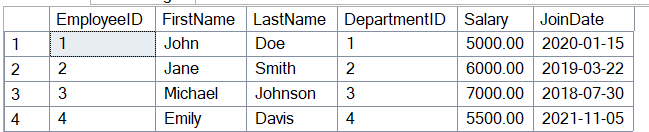 EmployeeID FirstName LastName DepartmentID Salary JoinDate
1 1 John Doe 1 5000.00 2020-01-15
2 2 Jane Smith 2 6000.00 2019-03-22
3 3 Michael Johnson 3 7000.00 2018-07-30
4 4 Emily Davis 4 5500.00 2021-11-05